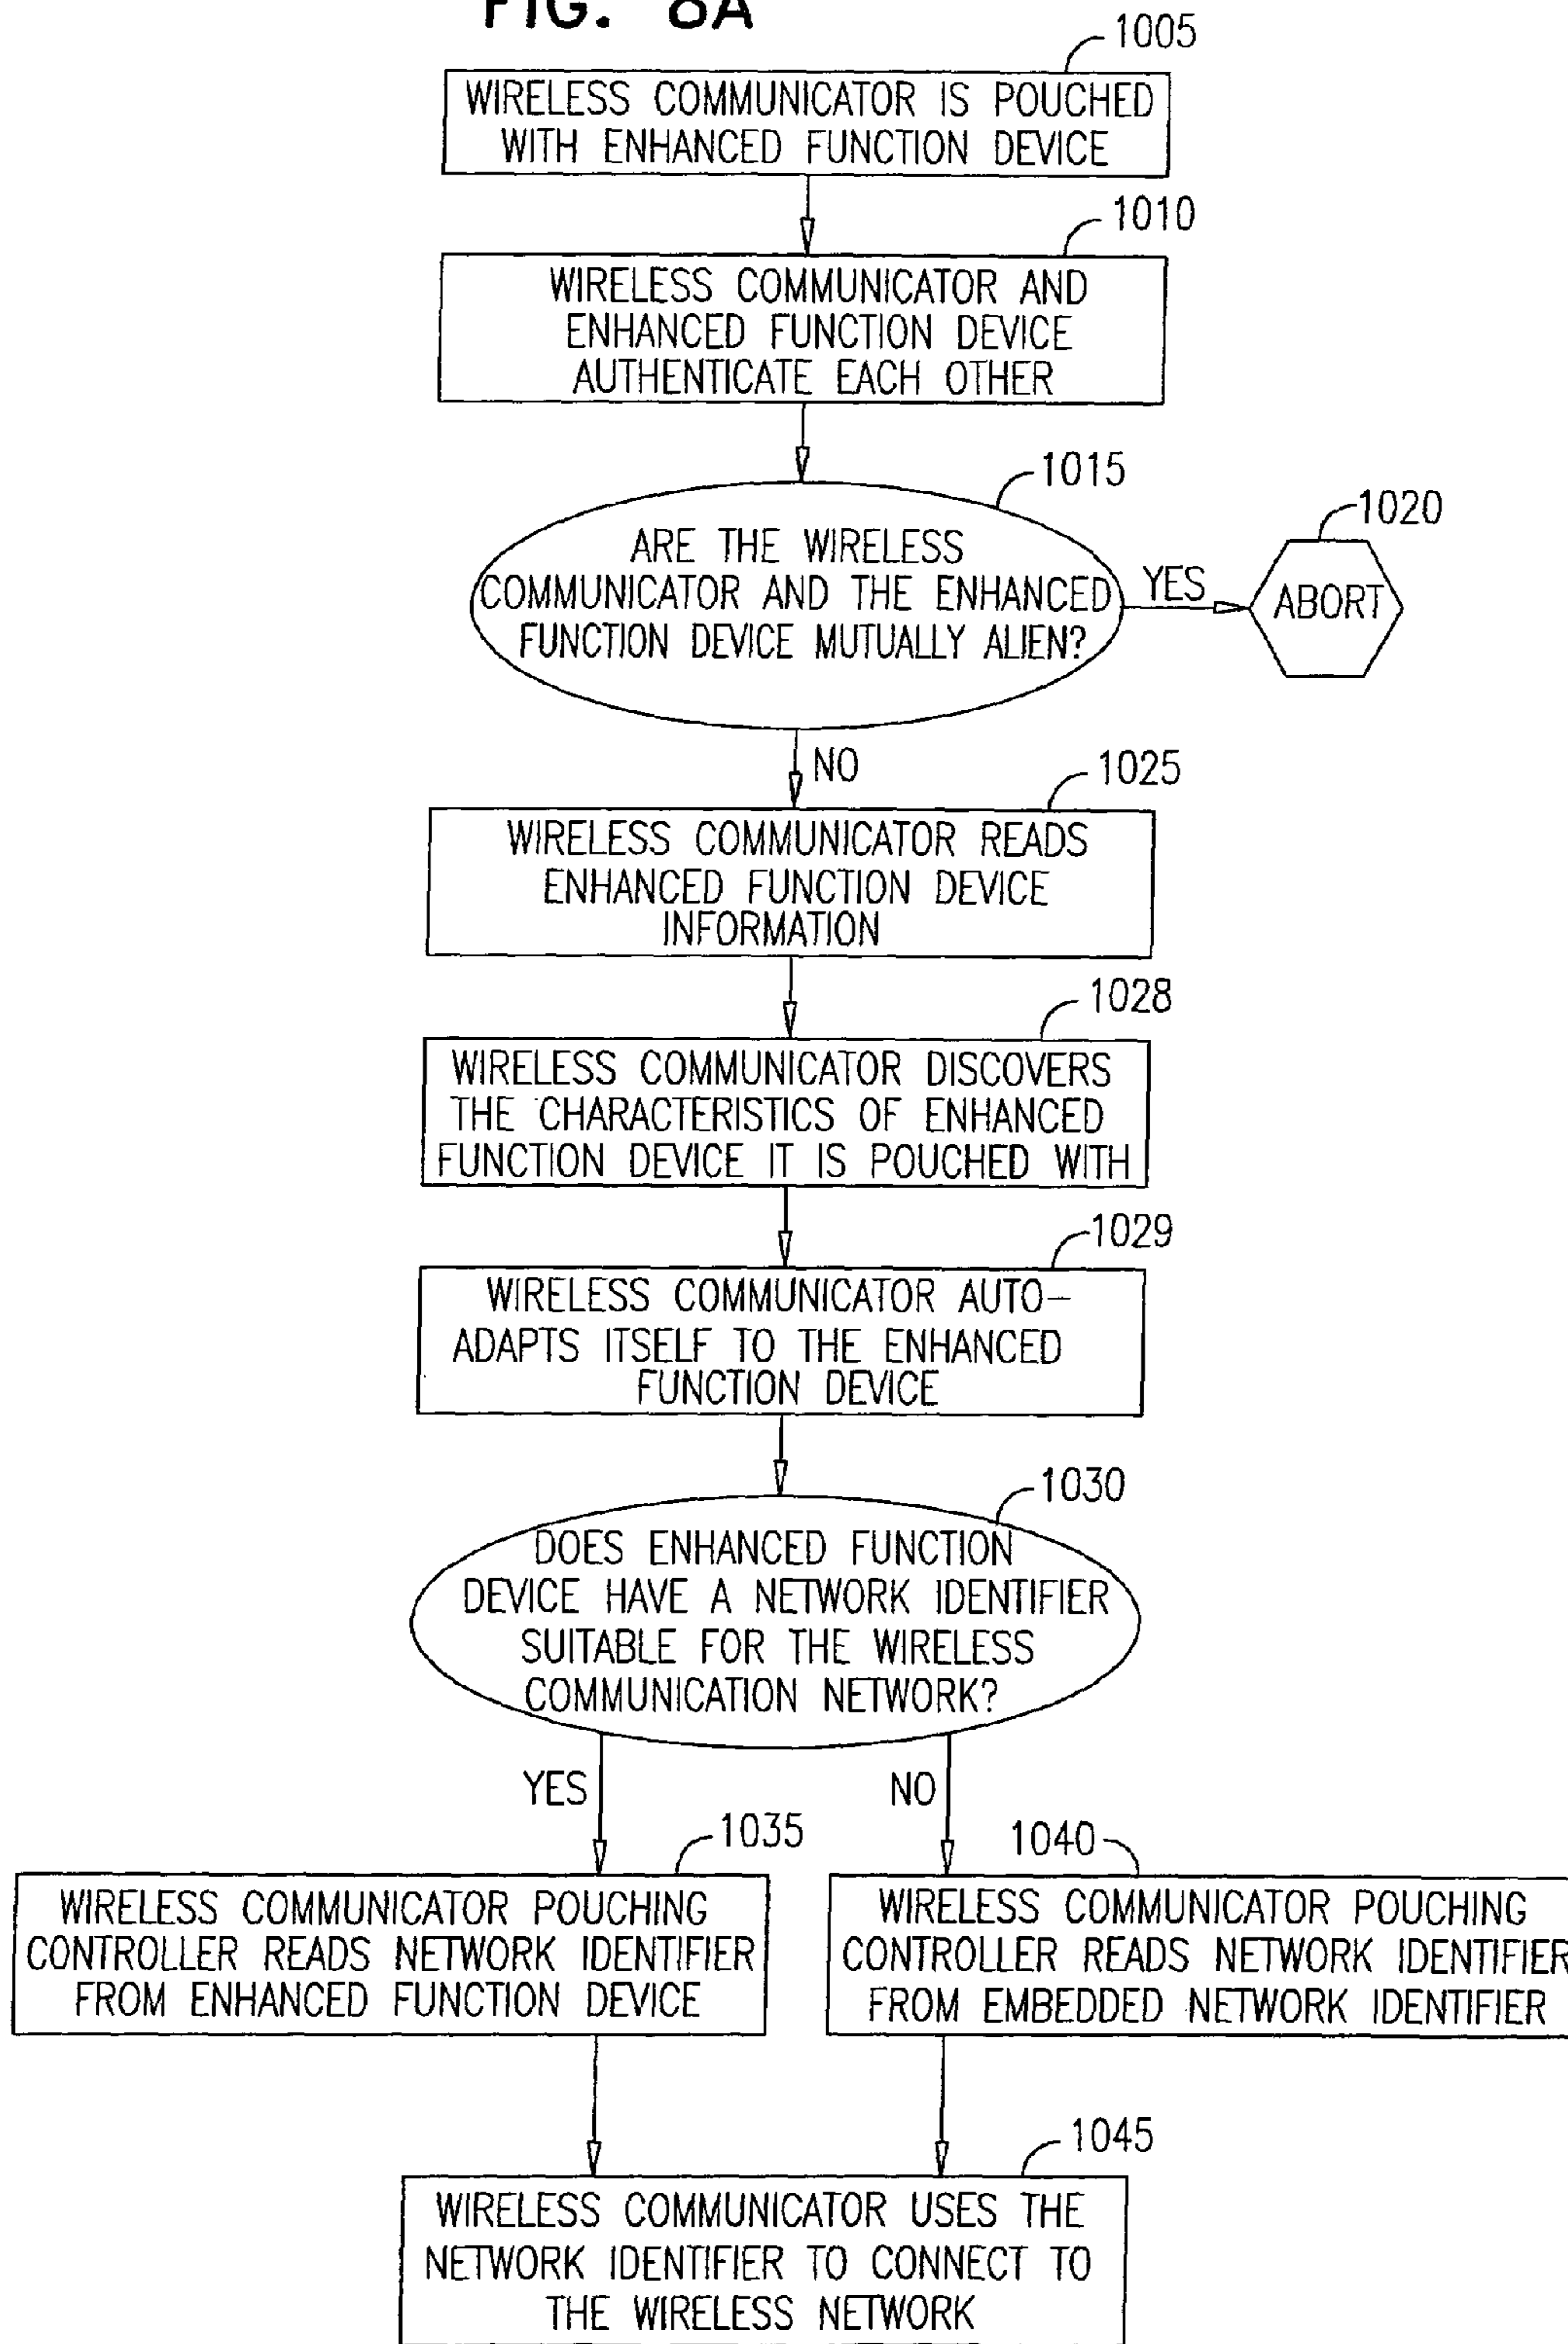 FIG. 8A
1005
WIRELESS COMMUNICATOR IS POUCHED
WITH ENHANCED FUNCTION DEVICE
1010
WIRELESS COMMUNICATOR AND
ENHANCED FUNCTION DEVICE
AUTHENTICATE EACH OTHER
1015
ARE THE WIRELESS
COMMUNICATOR AND THE ENHANCED
FUNCTION DEVICE MUTUALLY ALIEN?
YES
1020
ABORT
NO
1025
WIRELESS COMMUNICATOR READS
ENHANCED FUNCTION DEVICE
INFORMATION
1028
WIRELESS COMMUNICATOR DISCOVERS
THE CHARACTERISTICS OF ENHANCED
FUNCTION DEVICE IT IS POUCHED WITH
1029
WIRELESS COMMUNICATOR AUTO-
ADAPTS ITSELF TO THE ENHANCED
FUNCTION DEVICE
1030
DOES ENHANCED FUNCTION
DEVICE HAVE A NETWORK IDENTIFIER
SUITABLE FOR THE WIRELESS
COMMUNICATION NETWORK?
YES
NO
1035
WIRELESS COMMUNICATOR POUCHING
CONTROLLER READS NETWORK IDENTIFIER
FROM ENHANCED FUNCTION DEVICE
1040
WIRELESS COMMUNICATOR POUCHING
CONTROLLER READS NETWORK IDENTIFIER
FROM EMBEDDED NETWORK IDENTIFIER
1045
WIRELESS COMMUNICATOR USES THE
NETWORK IDENTIFIER TO CONNECT TO
THE WIRELESS NETWORK